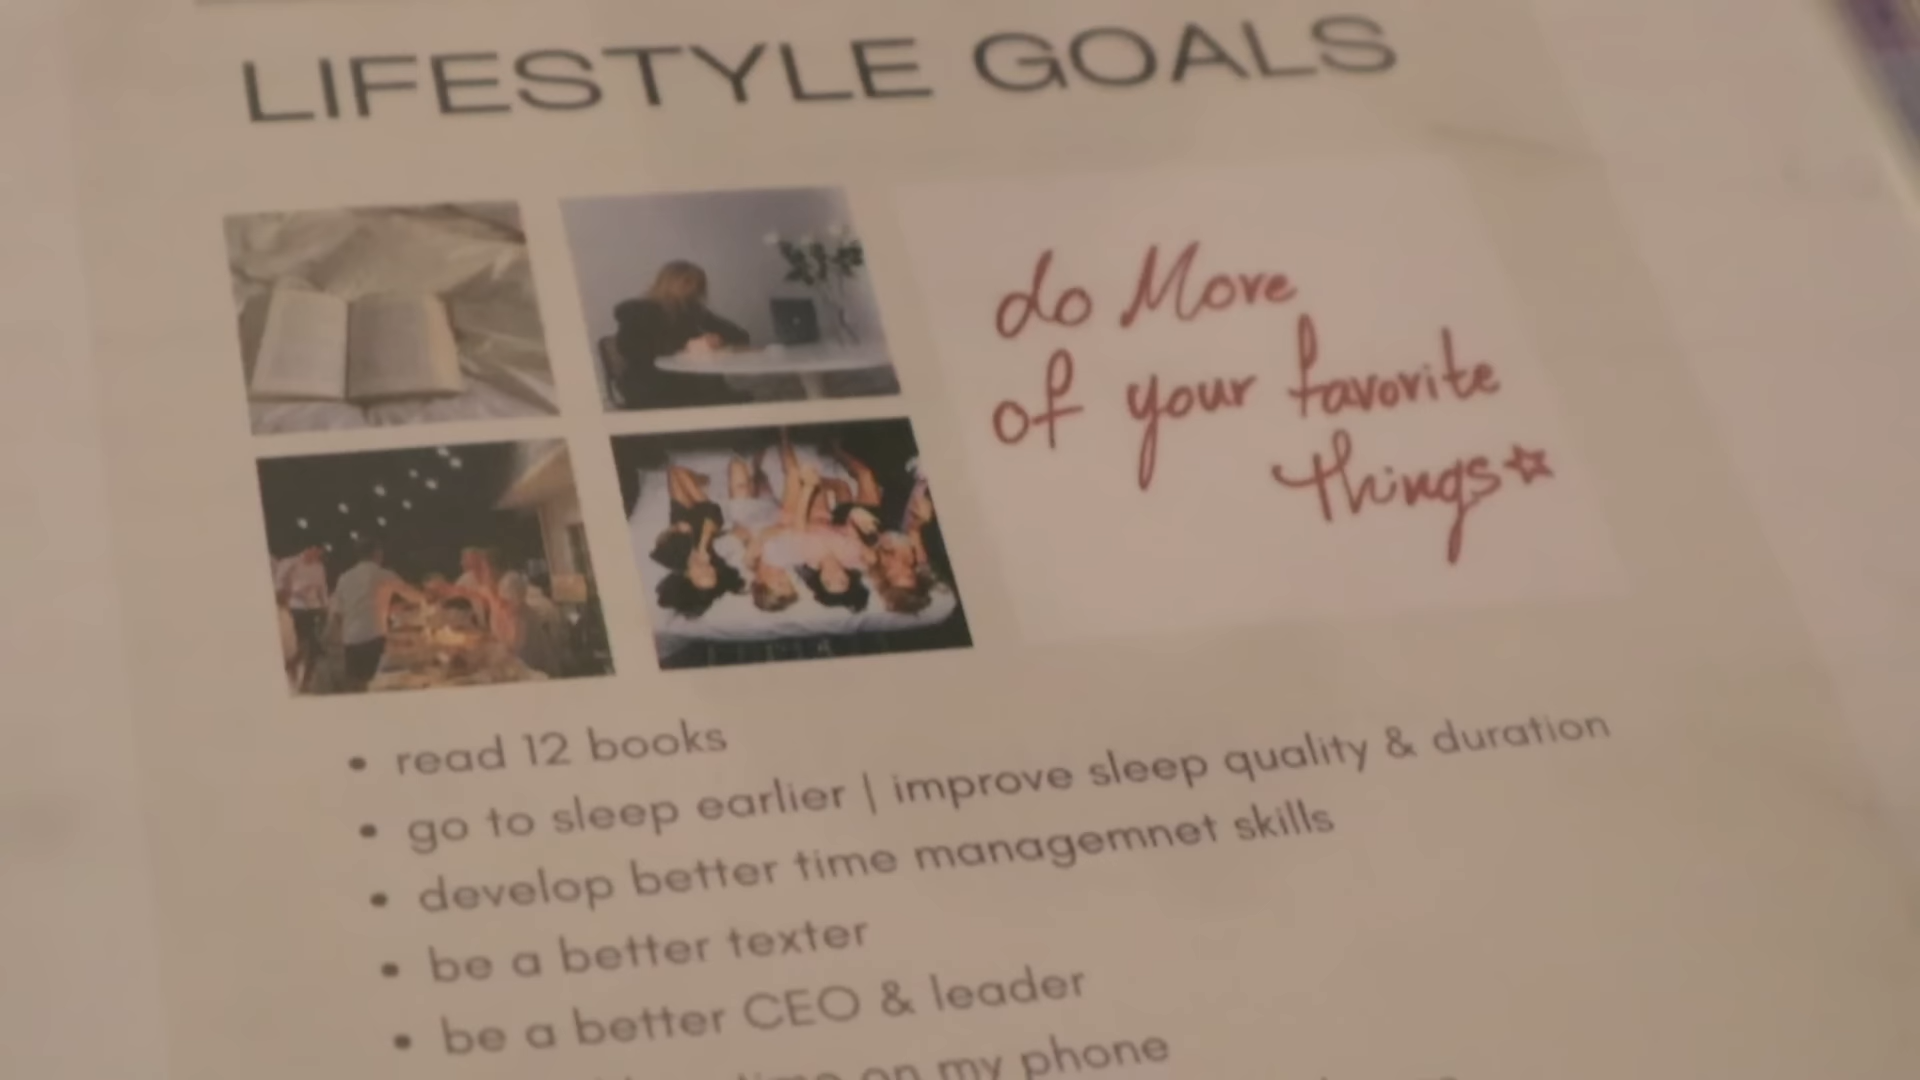 LIFESTYLE GOALS
do More
of your favorite
things
• read 12 books
• go to sleep earlier | improve sleep quality & duration
• develop better time managemnet skills
• be a better texter
• be a better CEO & leader
time on my phone